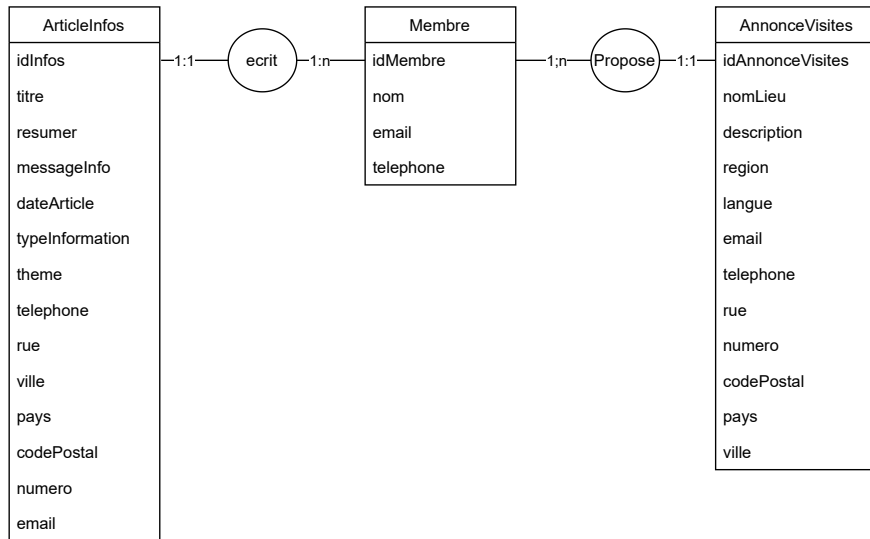 ArticleInfos
idInfos
titre
resumer
messageInfo
dateArticle
typeInformation
theme
telephone
rue
ville
pays
codePostal
numero
email
1:1
ecrit
1:n
Membre
idMembre
nom
email
telephone
1;n
Propose
1:1
AnnonceVisites
idAnnonceVisites
nomLieu
description
region
langue
email
telephone
rue
numero
codePostal
pays
ville